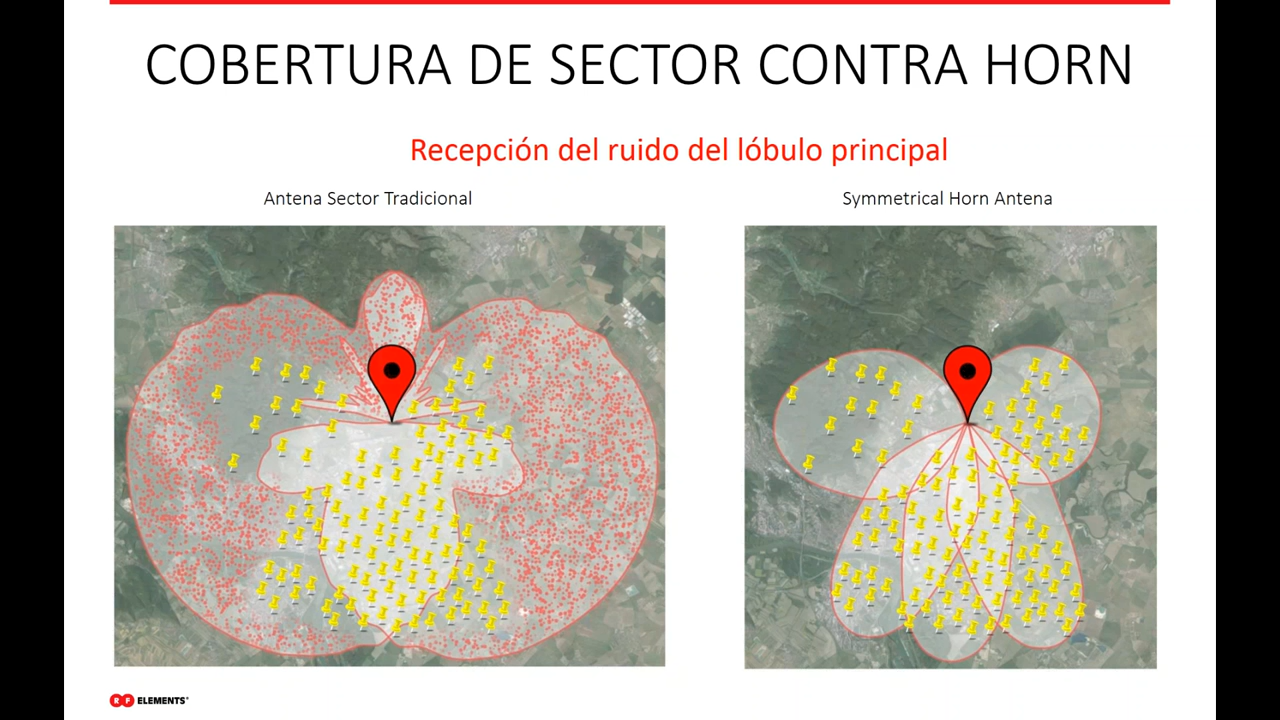 COBERTURA DE SECTOR CONTRA HORN
Recepción del ruido del lóbulo principal
Antena Sector Tradicional
Symmetrical Horn Antena
RF ELEMENTS